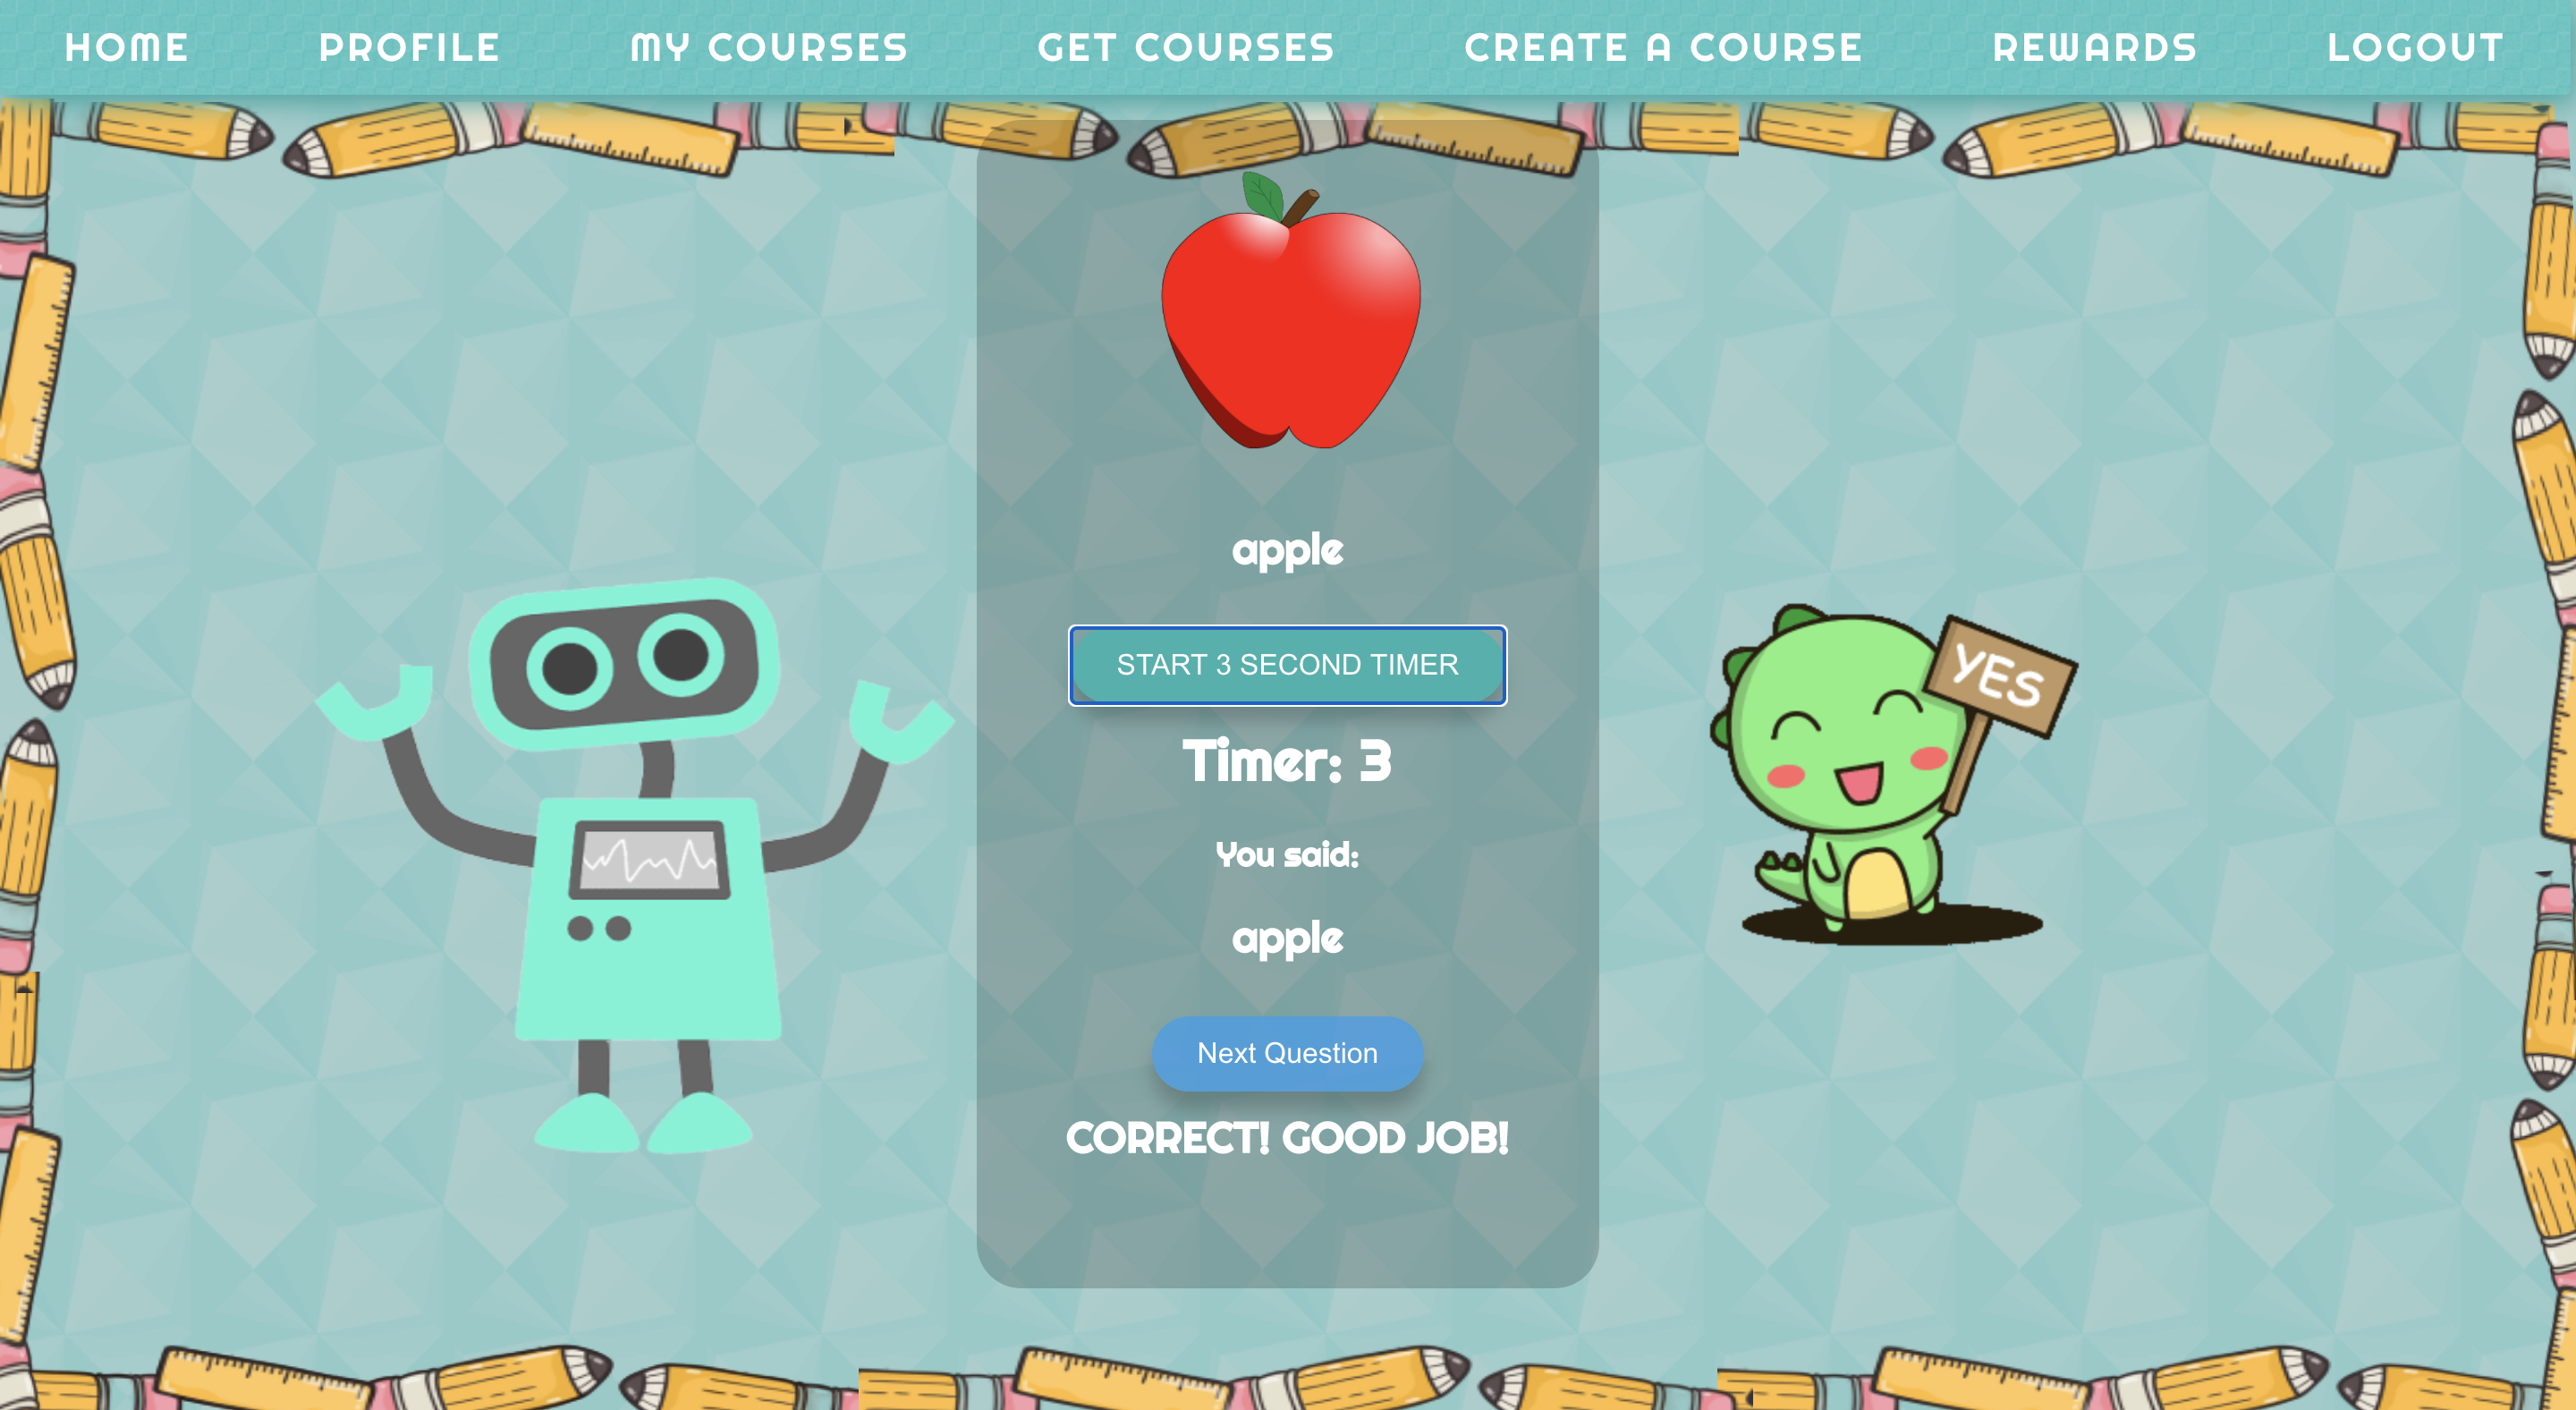 HOME PROFILE MY COURSES GET COURSES CREATE A COURSE REWARDS LOGOUT
apple
START 3 SECOND TIMER
YES
Timer: 3
You said:
apple
Next Question
CORRECT! GOOD JOB!